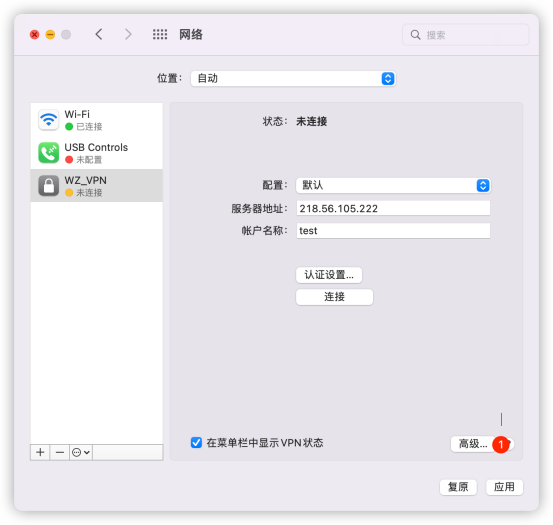 网络
搜索
位置： 自动
Wi-Fi
已连接
USB Controls
未配置
WZ_VPN
未连接
状态： 未连接
配置： 默认
服务器地址： 218.56.105.222
帐户名称： test
认证设置...
连接
在菜单栏中显示 VPN 状态
高级... 1
复原 应用